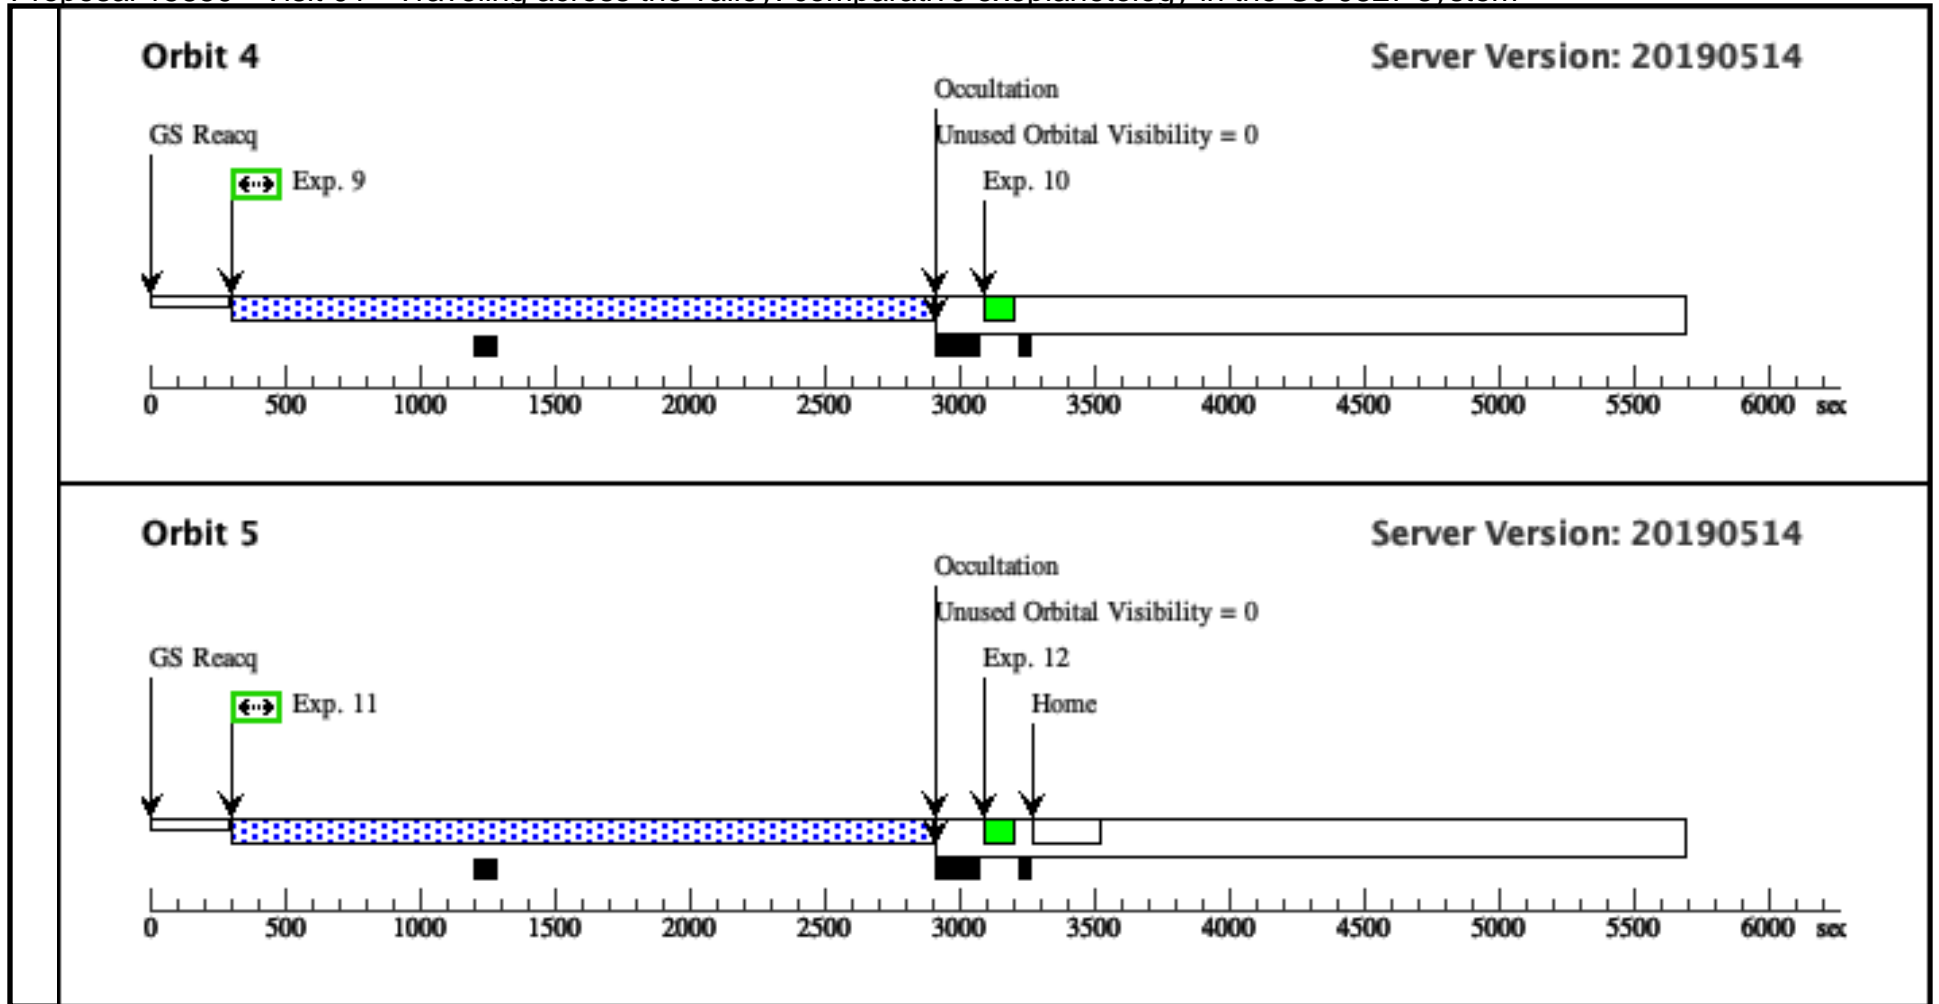 Orbit 4
Server Version: 20190514
Occultation
GS Reacq
Unused Orbital Visibility = 0
Exp. 9
Exp. 10
0 500 1000 1500 2000 2500 3000 3500 4000 4500 5000 5500 6000 sec
Orbit 5
Server Version: 20190514
Occultation
Unused Orbital Visibility = 0
GS Reacq
Exp. 12
Exp. 11
Home
0 500 1000 1500 2000 2500 3000 3500 4000 4500 5000 5500 6000 sec